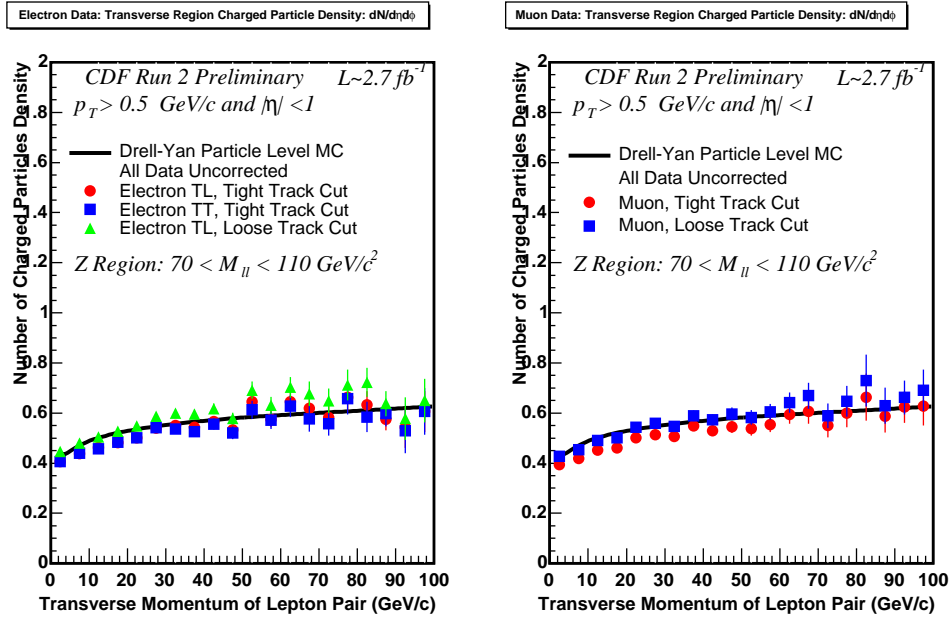 Electron Data: Transverse Region Charged Particle Density: dN/dηdϕ
Number of Charged Particles Density
2
1.8
1.6
1.4
1.2
1
0.8
0.6
0.4
0.2
0
CDF Run 2 Preliminary L~2.7 fb⁻¹
p_T > 0.5 GeV/c and |η| <1
Drell-Yan Particle Level MC
All Data Uncorrected
Electron TL, Tight Track Cut
Electron TT, Tight Track Cut
Electron TL, Loose Track Cut
Z Region: 70 < M_ll < 110 GeV/c²
0 10 20 30 40 50 60 70 80 90 100
Transverse Momentum of Lepton Pair (GeV/c)
Muon Data: Transverse Region Charged Particle Density: dN/dηdϕ
Number of Charged Particles Density
2
1.8
1.6
1.4
1.2
1
0.8
0.6
0.4
0.2
0
CDF Run 2 Preliminary L~2.7 fb⁻¹
p_T > 0.5 GeV/c and |η| <1
Drell-Yan Particle Level MC
All Data Uncorrected
Muon, Tight Track Cut
Muon, Loose Track Cut
Z Region: 70 < M_ll < 110 GeV/c²
0 10 20 30 40 50 60 70 80 90 100
Transverse Momentum of Lepton Pair (GeV/c)